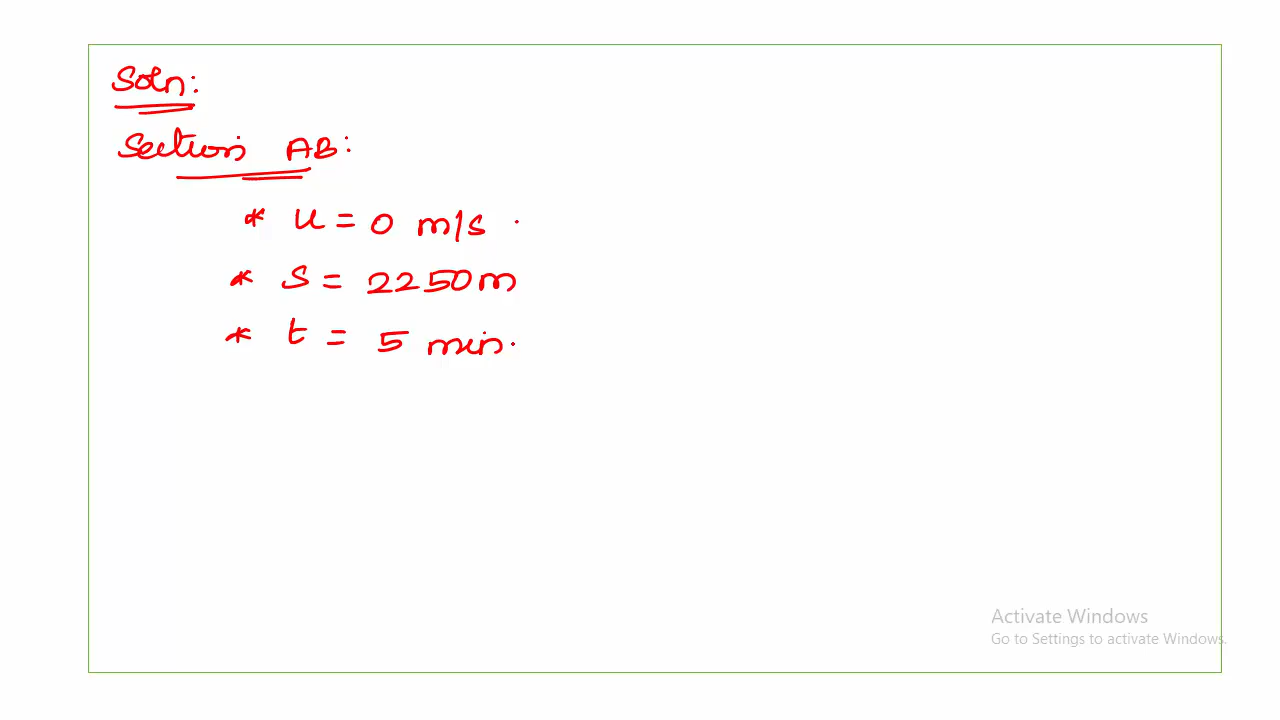 Soln:
Section AB:
* u = 0 m/s .
* S = 2250m
* t = 5 min.
Activate Windows
Go to Settings to activate Windows.